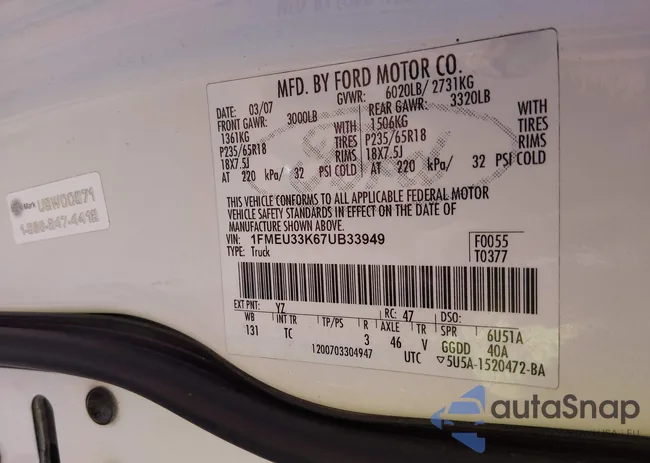 MFD. BY FORD MOTOR CO.
DATE: 03/07 GVWR: 6020LB/ 2731KG
FRONT GAWR: 3000LB REAR GAWR: 3320LB
1361KG 1506KG WITH
P235/65R18 P235/65R18 TIRES
18X7.5J 18X7.5J RIMS
AT 220 kPa/ 32 PSI COLD AT 220 kPa/ 32 PSI COLD
WITH
TIRES
RIMS
THIS VEHICLE CONFORMS TO ALL APPLICABLE FEDERAL MOTOR
VEHICLE SAFETY STANDARDS IN EFFECT ON THE DATE OF
MANUFACTURE SHOWN ABOVE.
VIN: 1FMEU33K67UB33949 F0055
TYPE: Truck T0377
EXT PNT: YZ RC: 47 DSO:
WB INT TR TP/PS R AXLE TR SPR 6U51A
131 TC 3 46 V GGDD 40A
1200703304947 UTC ▽5U5A-1520472-BA
Mark
autoSnap